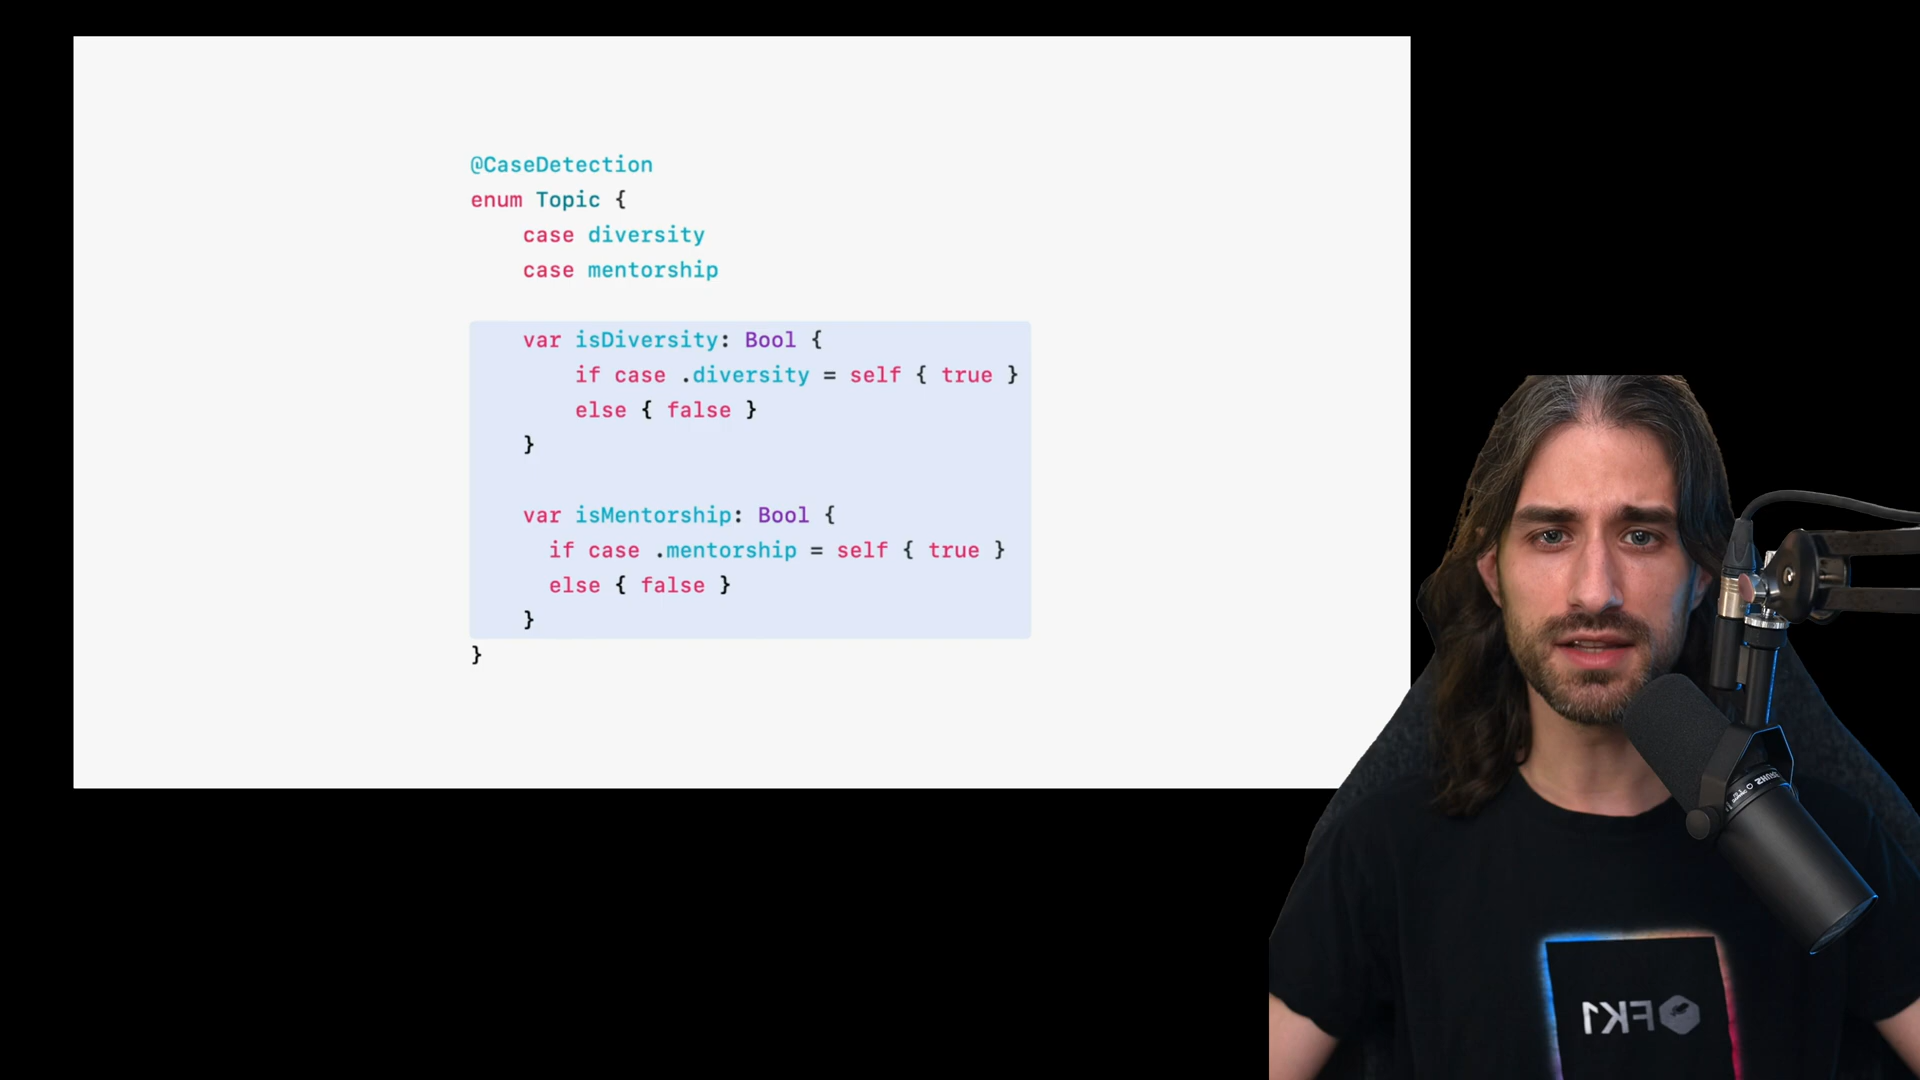 @CaseDetection
enum Topic {
    case diversity
    case mentorship
    var isDiversity: Bool {
        if case .diversity = self { true }
        else { false }
    }
    var isMentorship: Bool {
      if case .mentorship = self { true }
      else { false }
    }
}
FK1